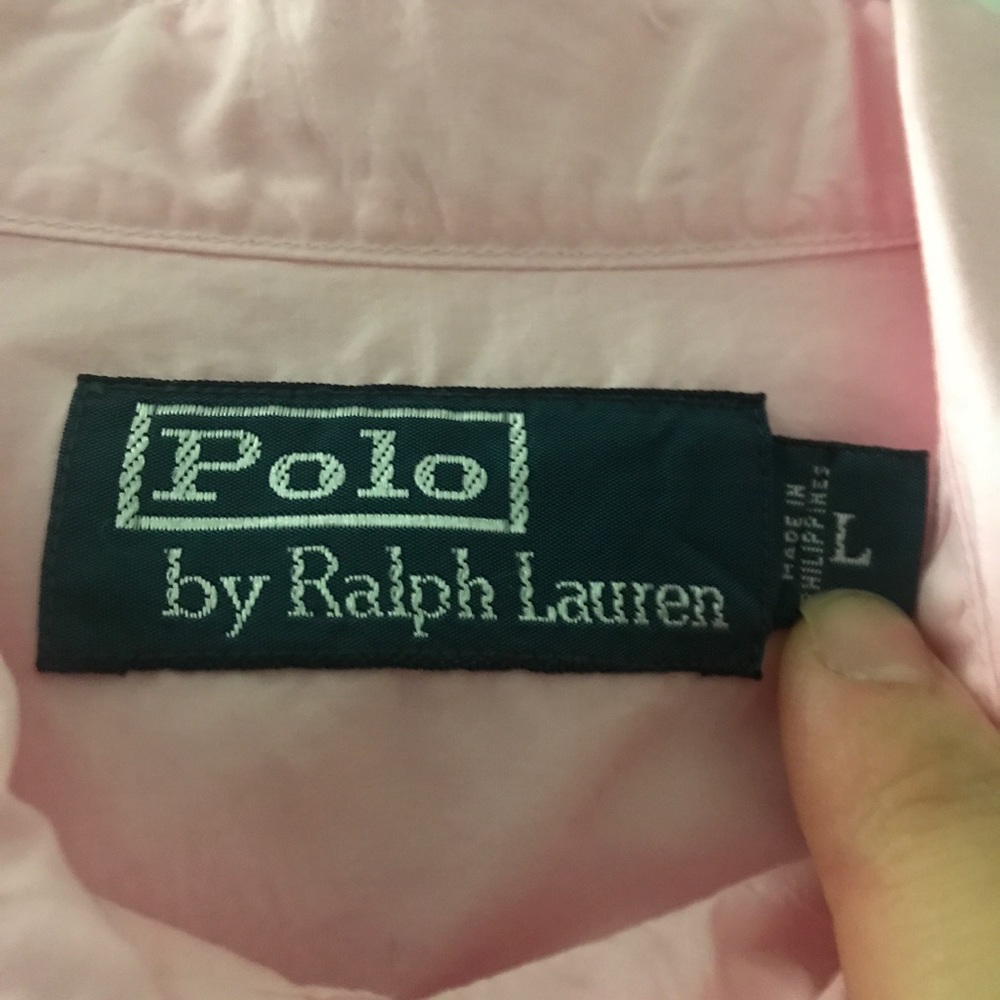 Polo
by Ralph Lauren
MADE IN
PHILIPPINES
L